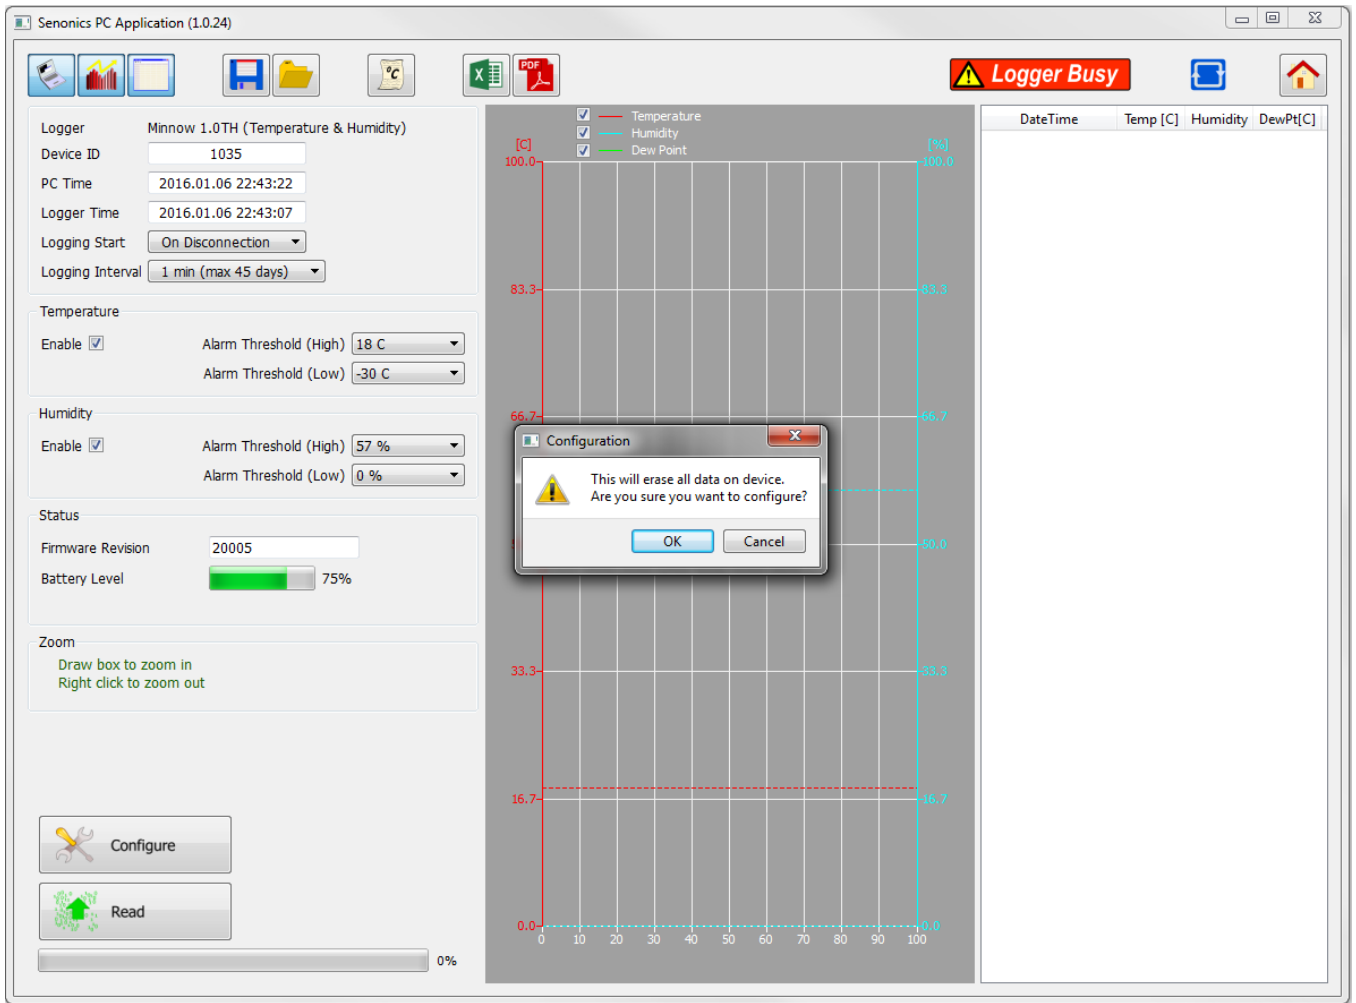 Senonics PC Application (1.0.24)
°C
PDF
Logger Busy
Logger Minnow 1.0TH (Temperature & Humidity)
Device ID 1035
PC Time 2016.01.06 22:43:22
Logger Time 2016.01.06 22:43:07
Logging Start On Disconnection
Logging Interval 1 min (max 45 days)
Temperature
Enable Alarm Threshold (High) 18 C
Alarm Threshold (Low) -30 C
Humidity
Enable Alarm Threshold (High) 57 %
Alarm Threshold (Low) 0 %
Status
Firmware Revision 20005
Battery Level 75%
Zoom
Draw box to zoom in
Right click to zoom out
Configure
Read
0%
Temperature
Humidity
Dew Point
[C] [%]
100.0 100.0
83.3 83.3
66.7 66.7
50.0
33.3 33.3
16.7 16.7
0.0 0.0
0 10 20 30 40 50 60 70 80 90 100
Configuration
This will erase all data on device.
Are you sure you want to configure?
OK Cancel
DateTime Temp [C] Humidity DewPt[C]